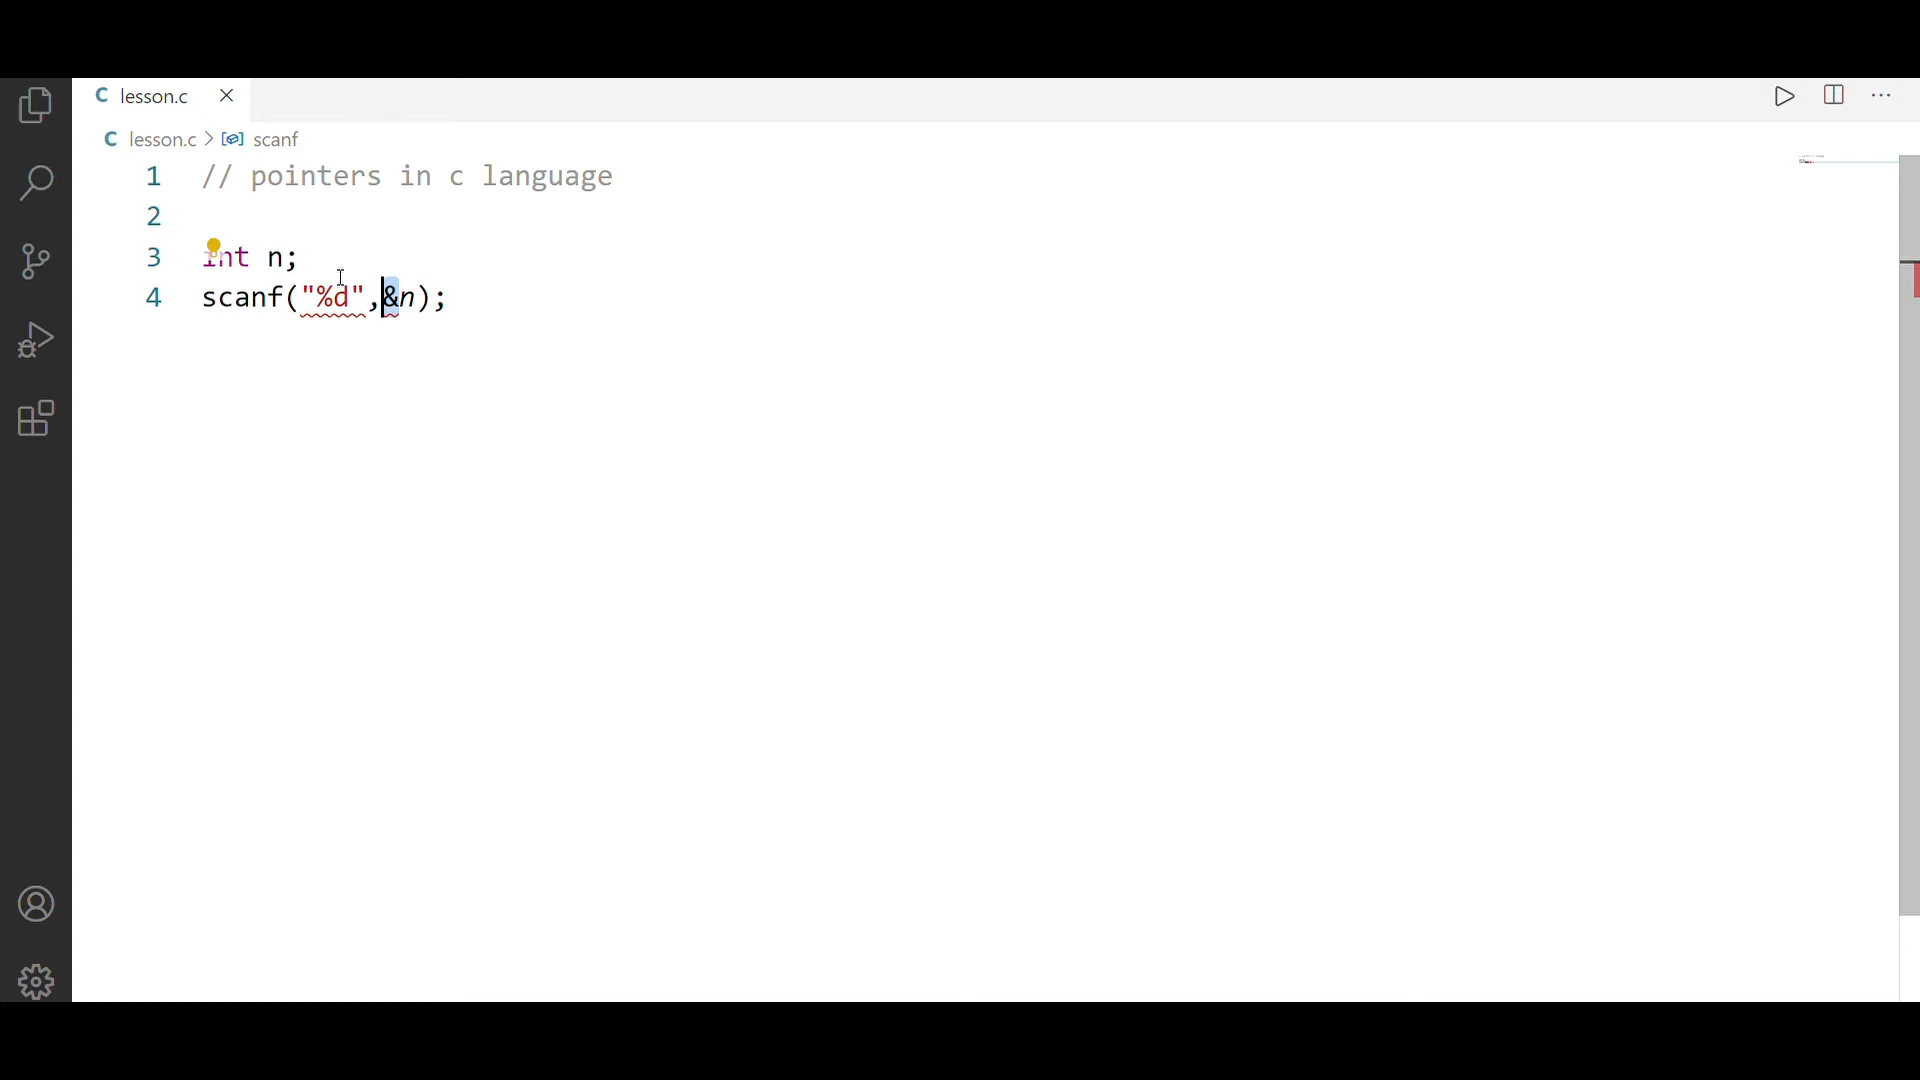 C lesson.c
C lesson.c > scanf
1 // pointers in c language
2
3 int n;
4 scanf("%d",&n);